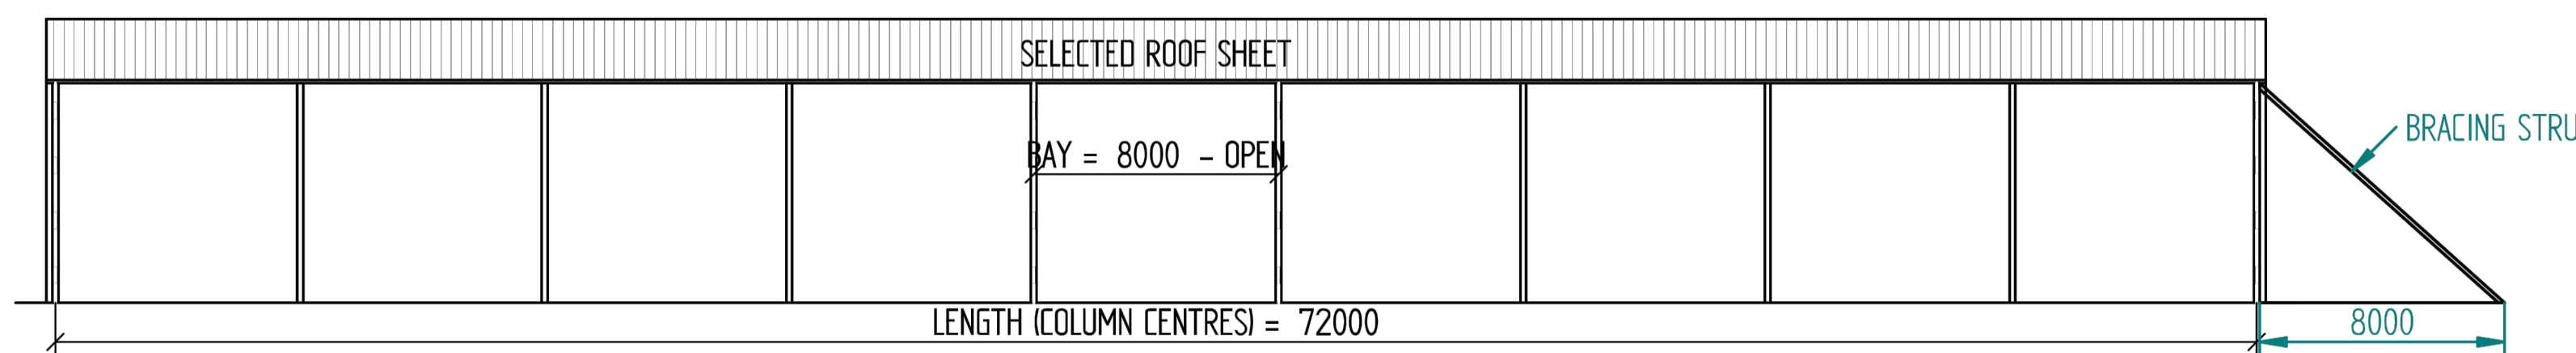 SELECTED ROOF SHEET
BAY = 8000 - OPEN
BRACING STRU
LENGTH (COLUMN CENTRES) = 72000
8000